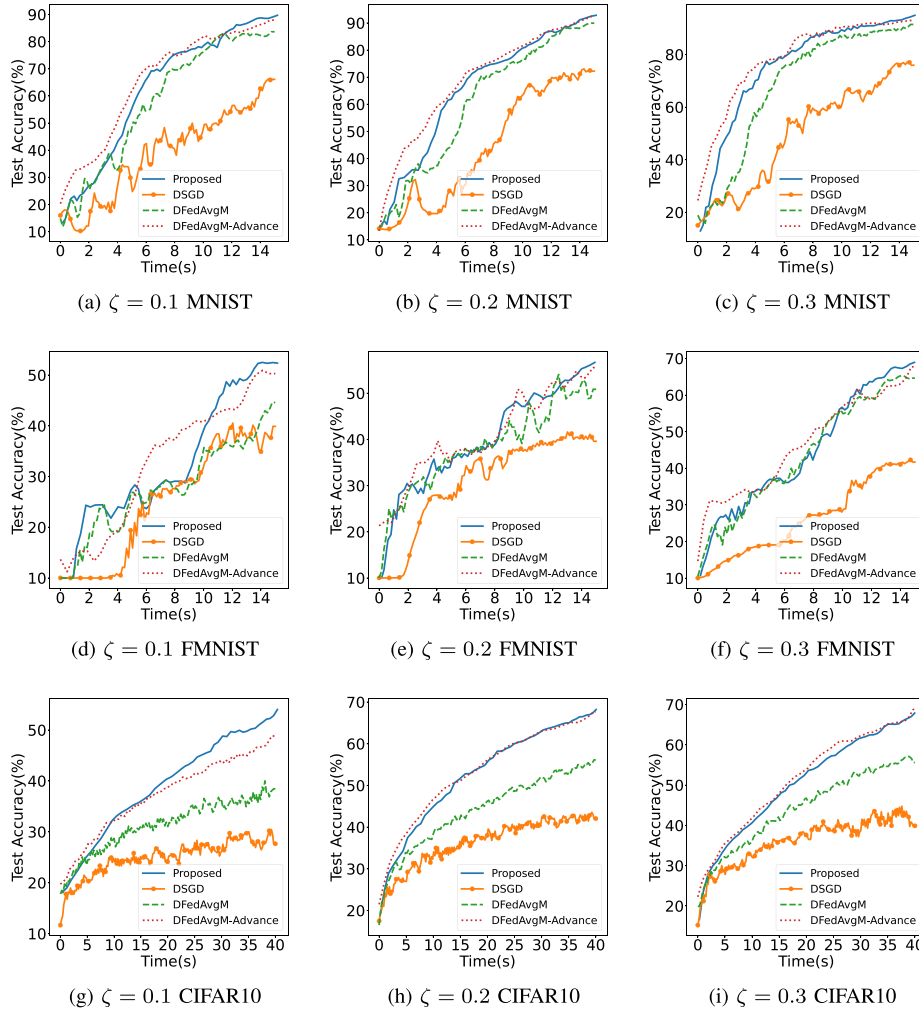 90
80
70
60
50
40
30
20
10
Test Accuracy(%)
Proposed
DSGD
DFedAvgM
DFedAvgM-Advance
0 2 4 6 8 10 12 14
Time(s)
(a) ζ = 0.1 MNIST
90
80
70
60
50
40
30
20
10
Test Accuracy(%)
Proposed
DSGD
DFedAvgM
DFedAvgM-Advance
0 2 4 6 8 10 12 14
Time(s)
(b) ζ = 0.2 MNIST
80
60
40
20
Test Accuracy(%)
Proposed
DSGD
DFedAvgM
DFedAvgM-Advance
0 2 4 6 8 10 12 14
Time(s)
(c) ζ = 0.3 MNIST
50
40
30
20
10
Test Accuracy(%)
Proposed
DSGD
DFedAvgM
DFedAvgM-Advance
0 2 4 6 8 10 12 14
Time(s)
(d) ζ = 0.1 FMNIST
50
40
30
20
10
Test Accuracy(%)
Proposed
DSGD
DFedAvgM
DFedAvgM-Advance
0 2 4 6 8 10 12 14
Time(s)
(e) ζ = 0.2 FMNIST
70
60
50
40
30
20
10
Test Accuracy(%)
Proposed
DSGD
DFedAvgM
DFedAvgM-Advance
0 2 4 6 8 10 12 14
Time(s)
(f) ζ = 0.3 FMNIST
50
40
30
20
10
Test Accuracy(%)
Proposed
DSGD
DFedAvgM
DFedAvgM-Advance
0 5 10 15 20 25 30 35 40
Time(s)
(g) ζ = 0.1 CIFAR10
70
60
50
40
30
20
Test Accuracy(%)
Proposed
DSGD
DFedAvgM
DFedAvgM-Advance
0 5 10 15 20 25 30 35 40
Time(s)
(h) ζ = 0.2 CIFAR10
70
60
50
40
30
20
Test Accuracy(%)
Proposed
DSGD
DFedAvgM
DFedAvgM-Advance
0 5 10 15 20 25 30 35 40
Time(s)
(i) ζ = 0.3 CIFAR10